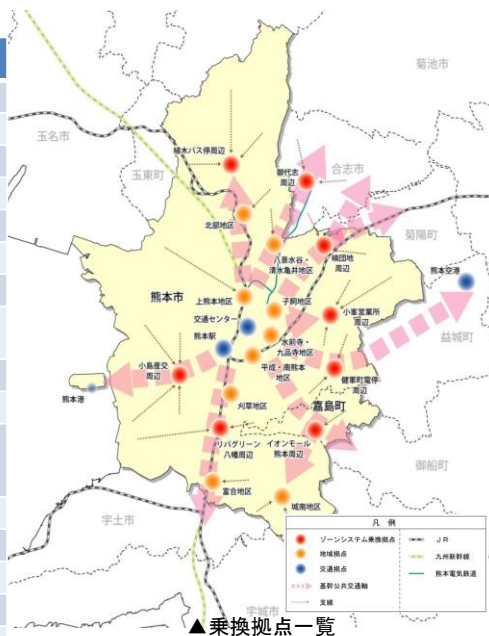 菊池市
玉名市
植木バス停周辺
合志市
御代志
周辺
玉東町
北部地区
菊陽町
八景水谷・
清水亀井地区
楠団地
周辺
熊本空港
熊本市
上熊本地区
子飼地区
交通センター
小峯営業所
周辺
熊本駅
水前寺・
九品寺地区
益城町
小島産交
周辺
平成・南熊本
地区
健軍町電停
周辺
熊本港
刈草地区
嘉島町
リバグリーン
八幡周辺
イオンモール
熊本周辺
御船町
富合地区
城南地区
宇土市
凡 例
ゾーンシステム乗換拠点
ＪＲ
地域拠点
九州新幹線
交通拠点
熊本電気鉄道
基幹公共交通軸
支線
宇城市
▲乗換拠点一覧